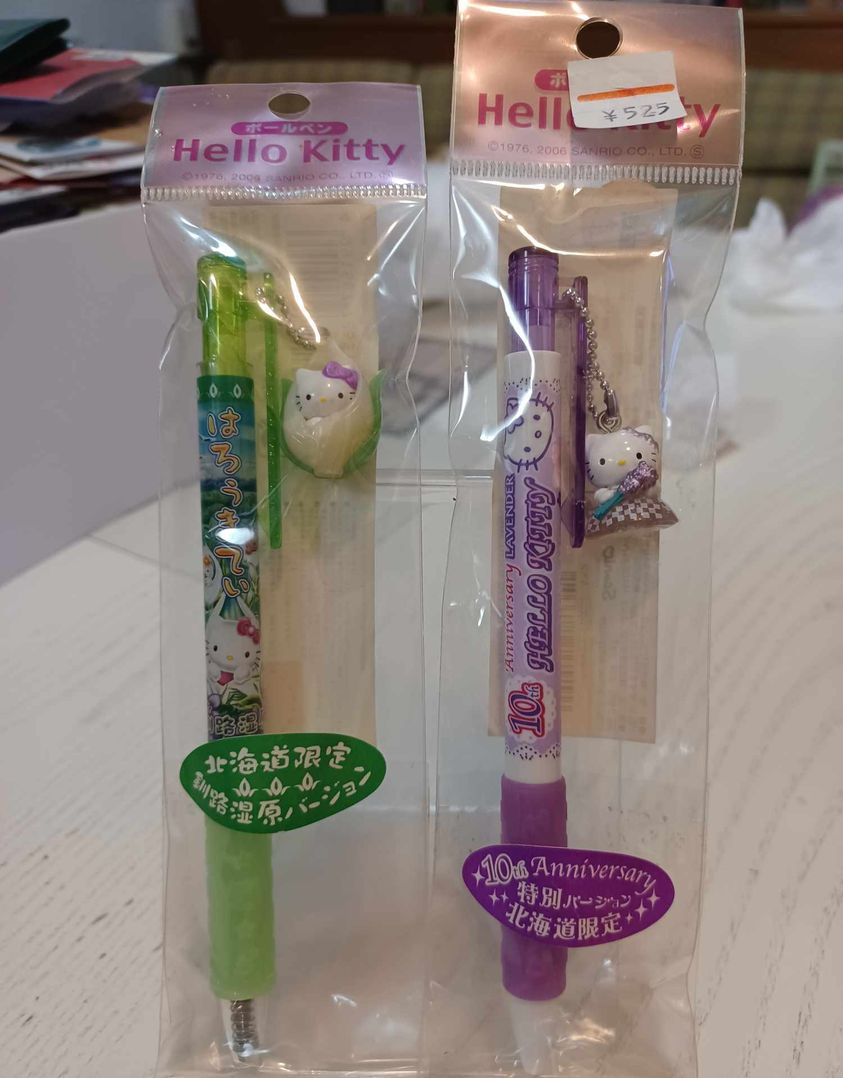 ボールペン
Hello Kitty
©1976, 2006 SANRIO CO., LTD.
はろうきてぃ
路湿
北海道限定
釧路湿原バージョン
Hello Kitty
¥525
©1976, 2006 SANRIO CO., LTD. Ⓢ
10th Anniversary LAVENDER
HELLO KITTY
10th Anniversary
特別バージョン
北海道限定